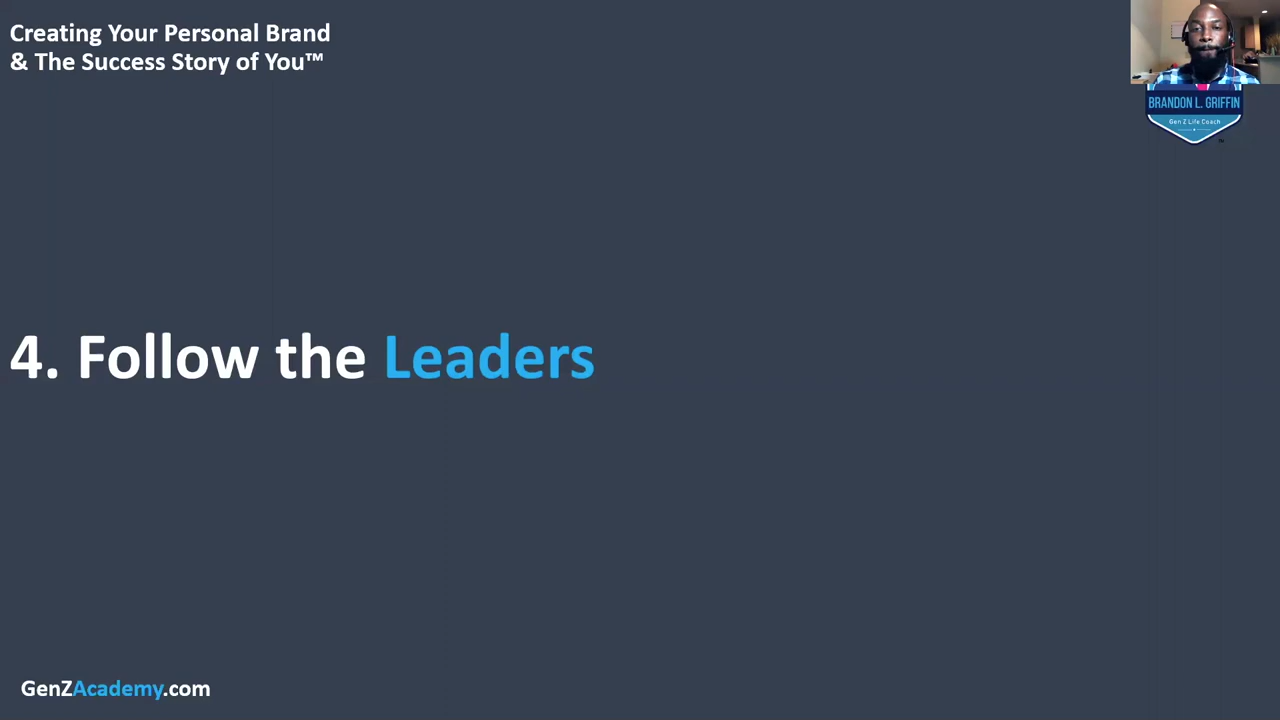 Creating Your Personal Brand
& The Success Story of You™
BRANDON L. GRIFFIN
Gen Z Life Coach
4. Follow the Leaders
GenZAcademy.com